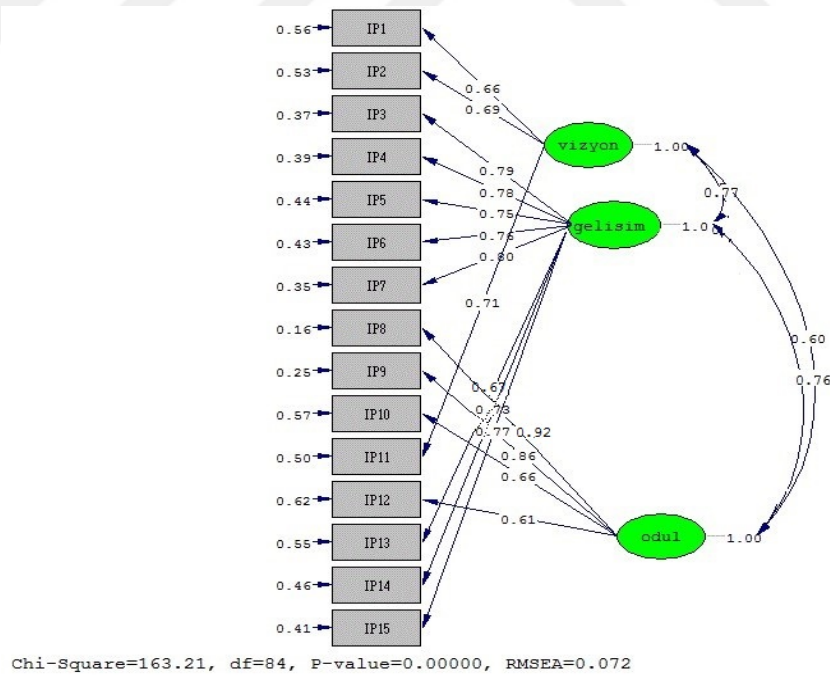 0.56 IP1
0.53 IP2
0.66
0.69
0.37 IP3
0.39 IP4
vizyon 1.00
0.79
0.78
0.77
0.44 IP5
0.75
gelisim
0.43 IP6
0.76
0.80
0.35 IP7
0.71
0.16 IP8
0.60
0.25 IP9
0.76
0.67
0.57 IP10
0.73
0.77 0.92
0.50 IP11
0.86
0.66
0.62 IP12
0.61
0.55 IP13
odul 1.00
0.46 IP14
0.41 IP15
Chi-Square=163.21, df=84, P-value=0.00000, RMSEA=0.072